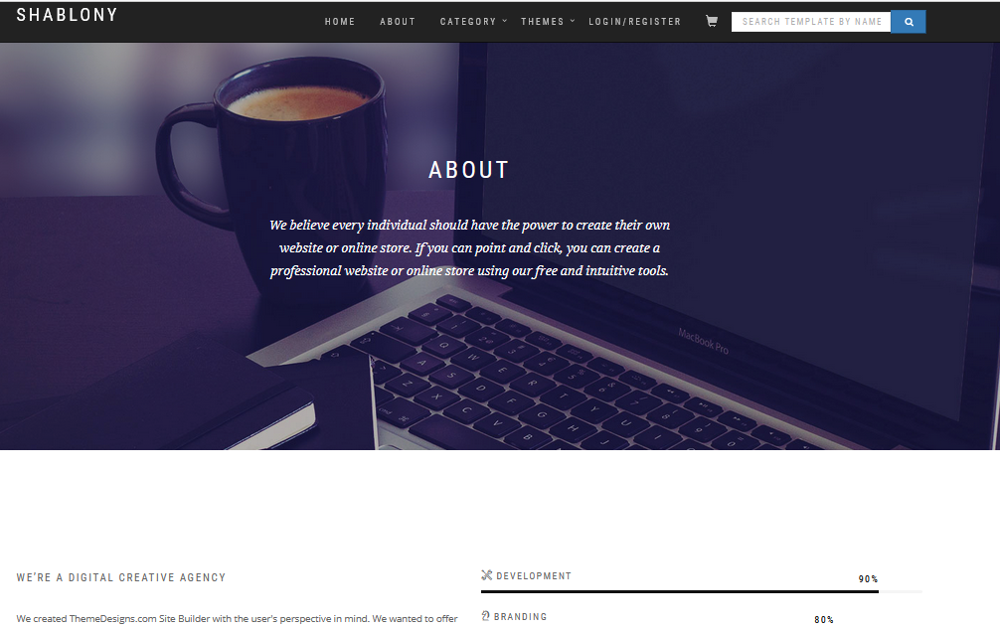 SHABLONY
HOME ABOUT CATEGORY THEMES LOGIN/REGISTER SEARCH TEMPLATE BY NAME
ABOUT
We believe every individual should have the power to create their own
website or online store. If you can point and click, you can create a
professional website or online store using our free and intuitive tools.
MacBook Pro
WE'RE A DIGITAL CREATIVE AGENCY
We created ThemeDesigns.com Site Builder with the user's perspective in mind. We wanted to offer
DEVELOPMENT 90%
BRANDING 80%